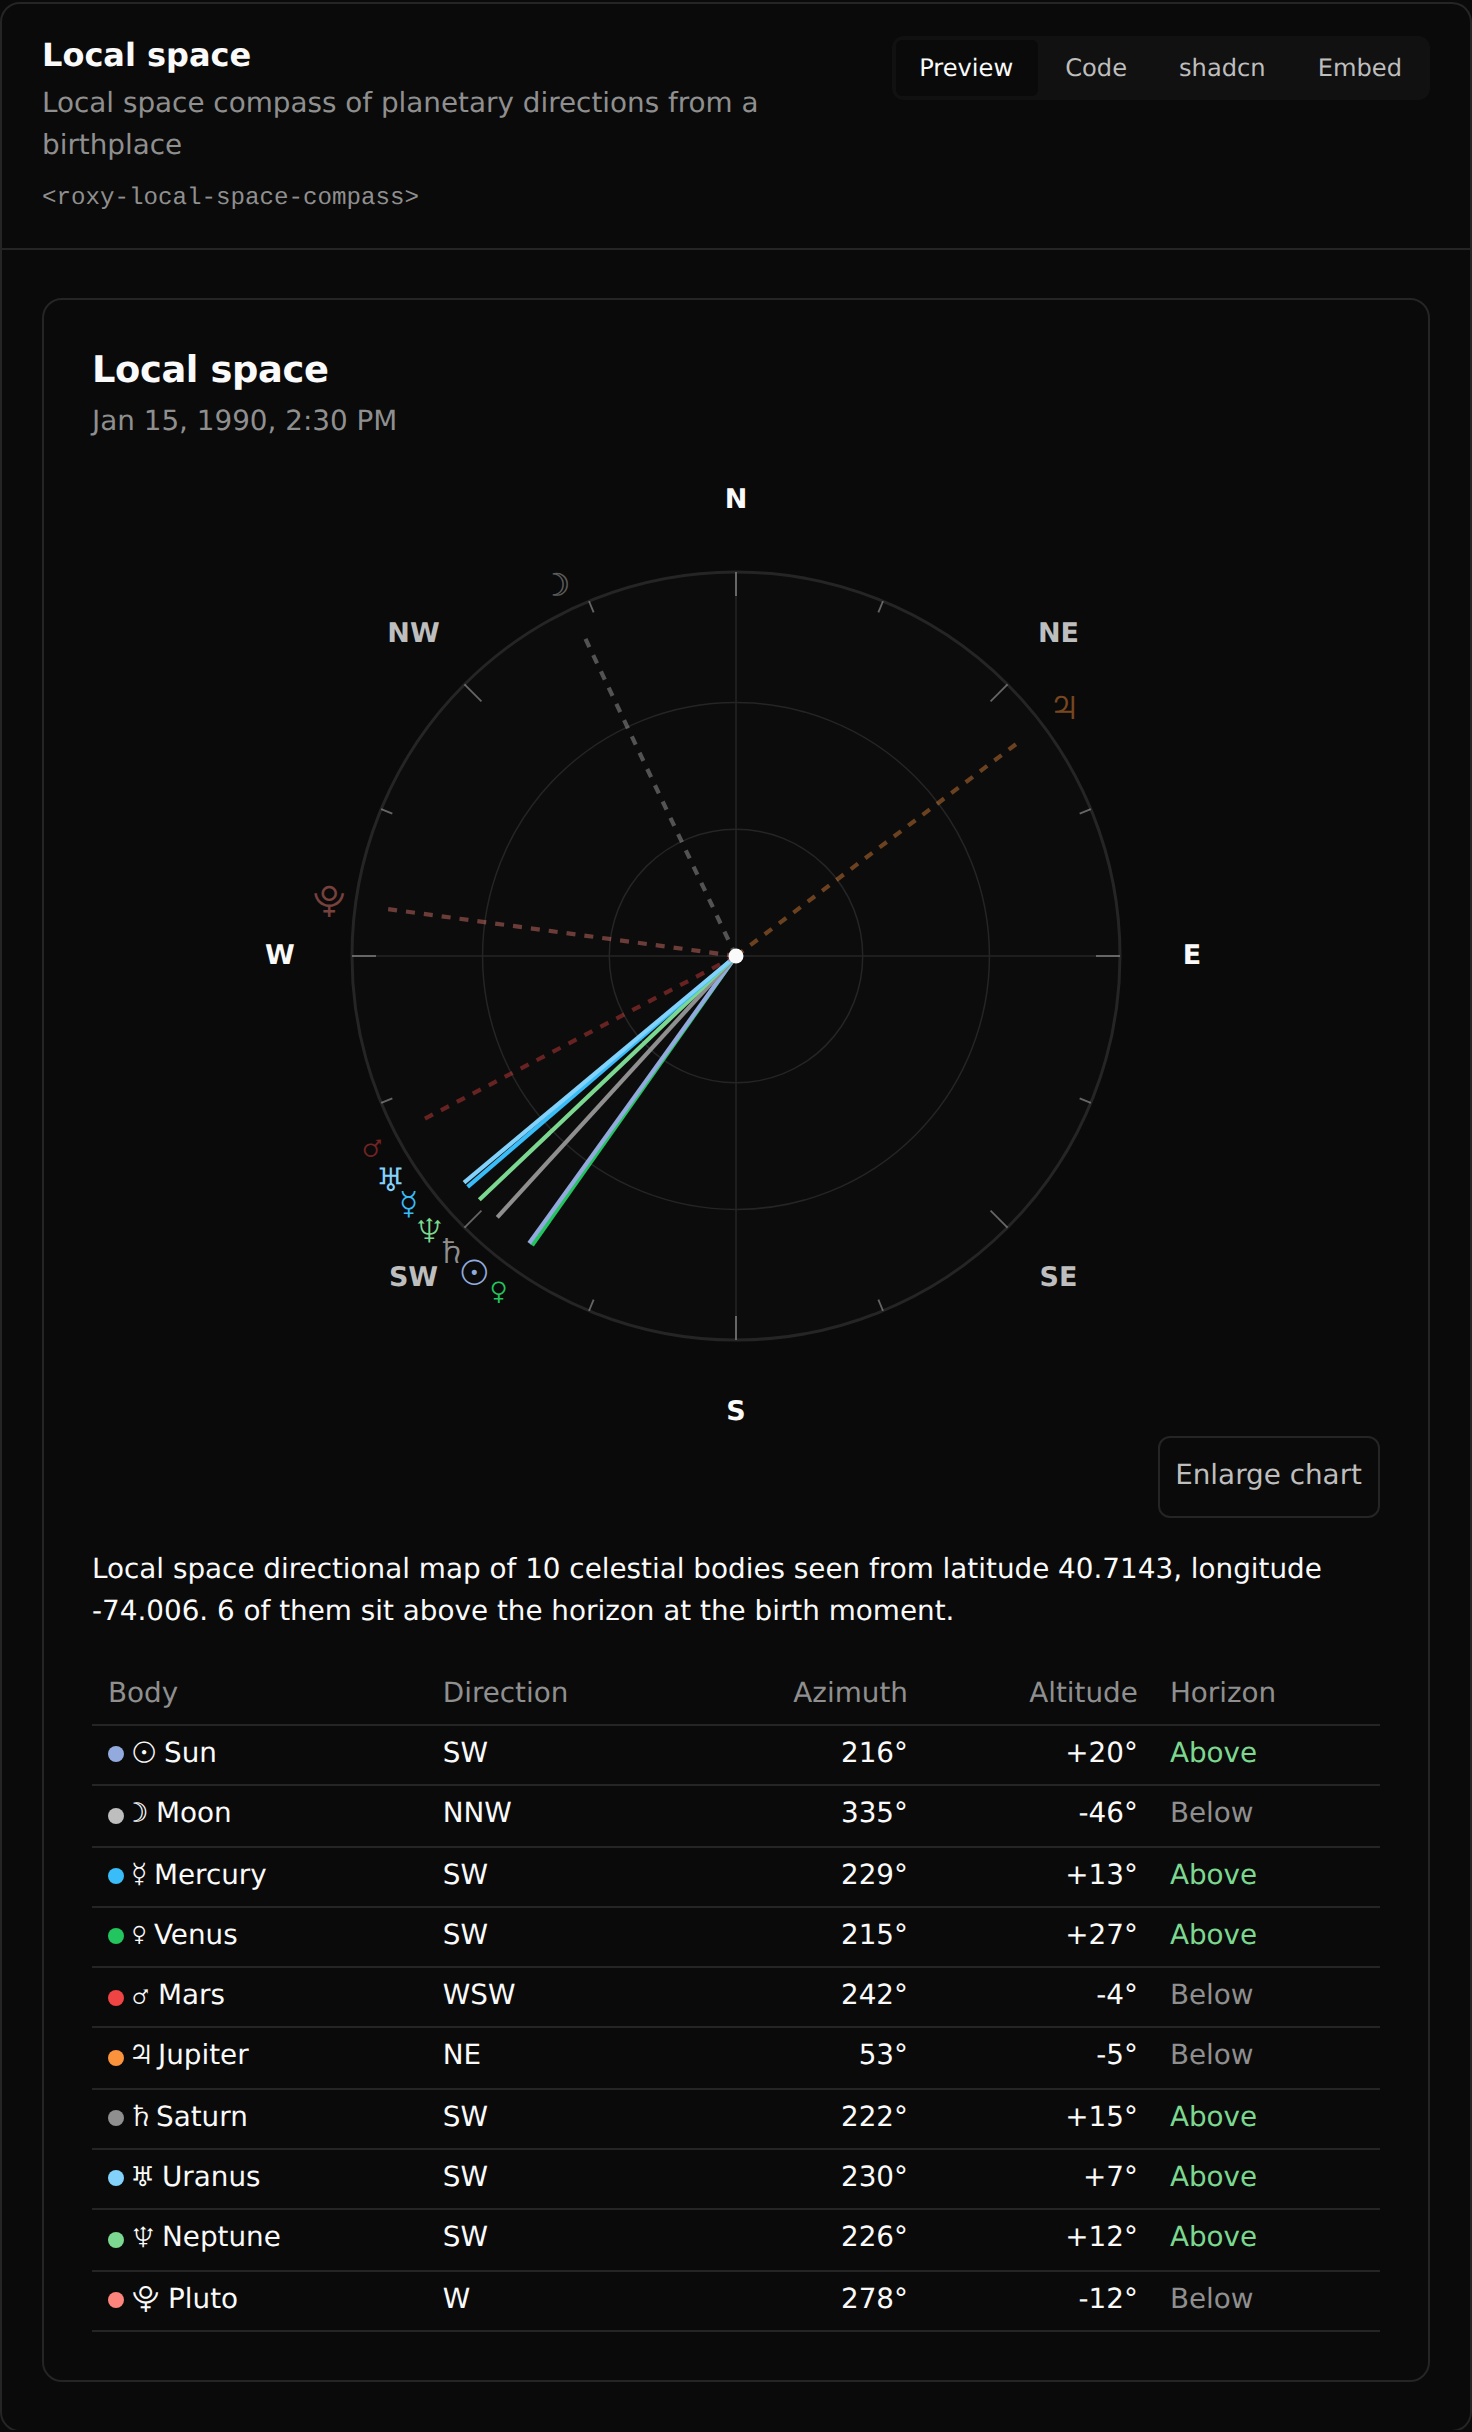 Local space
Local space compass of planetary directions from a
birthplace
<roxy-local-space-compass>
Preview Code shadcn Embed
Local space
Jan 15, 1990, 2:30 PM
N
☽
NW NE
♃
♇
W E
♂
♅
☿
♆
♄
SW ☉ SE
♀
S
Enlarge chart
Local space directional map of 10 celestial bodies seen from latitude 40.7143, longitude
-74.006. 6 of them sit above the horizon at the birth moment.
Body Direction Azimuth Altitude Horizon
☉ Sun SW 216° +20° Above
☽ Moon NNW 335° -46° Below
☿ Mercury SW 229° +13° Above
♀ Venus SW 215° +27° Above
♂ Mars WSW 242° -4° Below
♃ Jupiter NE 53° -5° Below
♄ Saturn SW 222° +15° Above
♅ Uranus SW 230° +7° Above
♆ Neptune SW 226° +12° Above
⯓ Pluto W 278° -12° Below